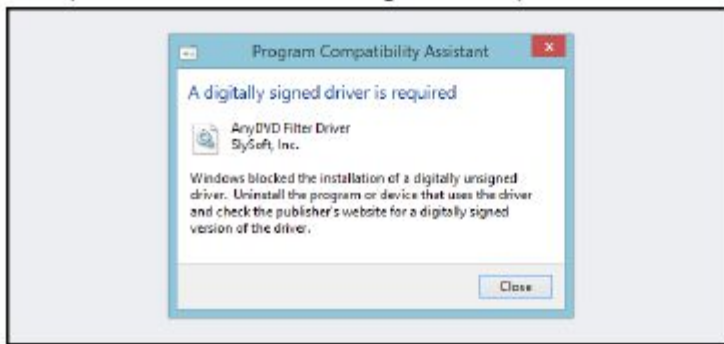 Program Compatibility Assistant
A digitally signed driver is required
AnyDVD Filter Driver
SlySoft, Inc.
Windows blocked the installation of a digitally unsigned
driver. Uninstall the program or device that uses the driver
and check the publisher's website for a digitally signed
version of the driver.
Close